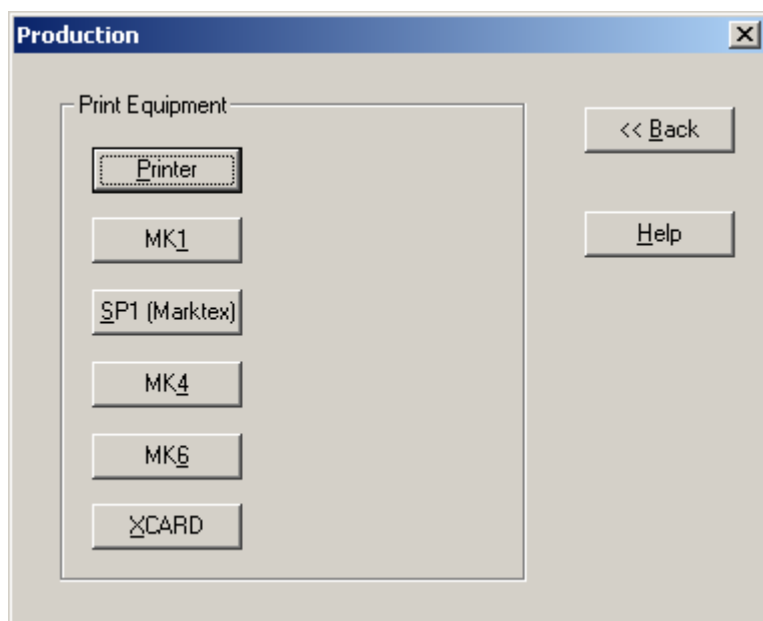 Production
Print Equipment
Printer
MK1
SP1 (Marktex)
MK4
MK6
XCARD
<< Back
Help